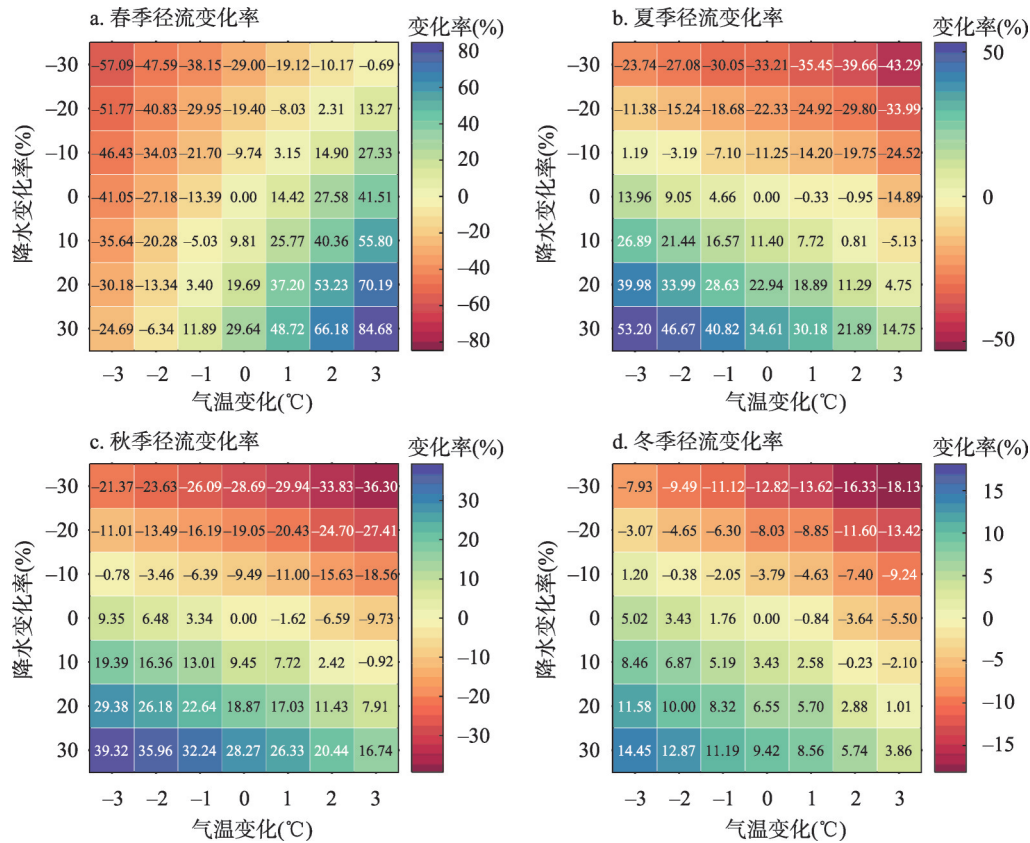 a. 春季径流变化率
变化率(%)
降水变化率(%)
−30 −57.09 −47.59 −38.15 −29.00 −19.12 −10.17 −0.69
−20 −51.77 −40.83 −29.95 −19.40 −8.03 2.31 13.27
−10 −46.43 −34.03 −21.70 −9.74 3.15 14.90 27.33
0 −41.05 −27.18 −13.39 0.00 14.42 27.58 41.51
10 −35.64 −20.28 −5.03 9.81 25.77 40.36 55.80
20 −30.18 −13.34 3.40 19.69 37.20 53.23 70.19
30 −24.69 −6.34 11.89 29.64 48.72 66.18 84.68
−3 −2 −1 0 1 2 3
气温变化(℃)
80
60
40
20
0
−20
−40
−60
−80
b. 夏季径流变化率
变化率(%)
降水变化率(%)
−30 −23.74 −27.08 −30.05 −33.21 −35.45 −39.66 −43.29
−20 −11.38 −15.24 −18.68 −22.33 −24.92 −29.80 −33.99
−10 1.19 −3.19 −7.10 −11.25 −14.20 −19.75 −24.52
0 13.96 9.05 4.66 0.00 −0.33 −0.95 −14.89
10 26.89 21.44 16.57 11.40 7.72 0.81 −5.13
20 39.98 33.99 28.63 22.94 18.89 11.29 4.75
30 53.20 46.67 40.82 34.61 30.18 21.89 14.75
−3 −2 −1 0 1 2 3
气温变化(℃)
50
0
−50
c. 秋季径流变化率
变化率(%)
降水变化率(%)
−30 −21.37 −23.63 −26.09 −28.69 −29.94 −33.83 −36.30
−20 −11.01 −13.49 −16.19 −19.05 −20.43 −24.70 −27.41
−10 −0.78 −3.46 −6.39 −9.49 −11.00 −15.63 −18.56
0 9.35 6.48 3.34 0.00 −1.62 −6.59 −9.73
10 19.39 16.36 13.01 9.45 7.72 2.42 −0.92
20 29.38 26.18 22.64 18.87 17.03 11.43 7.91
30 39.32 35.96 32.24 28.27 26.33 20.44 16.74
−3 −2 −1 0 1 2 3
气温变化(℃)
30
20
10
0
−10
−20
−30
d. 冬季径流变化率
变化率(%)
降水变化率(%)
−30 −7.93 −9.49 −11.12 −12.82 −13.62 −16.33 −18.13
−20 −3.07 −4.65 −6.30 −8.03 −8.85 −11.60 −13.42
−10 1.20 −0.38 −2.05 −3.79 −4.63 −7.40 −9.24
0 5.02 3.43 1.76 0.00 −0.84 −3.64 −5.50
10 8.46 6.87 5.19 3.43 2.58 −0.23 −2.10
20 11.58 10.00 8.32 6.55 5.70 2.88 1.01
30 14.45 12.87 11.19 9.42 8.56 5.74 3.86
−3 −2 −1 0 1 2 3
气温变化(℃)
15
10
5
0
−5
−10
−15